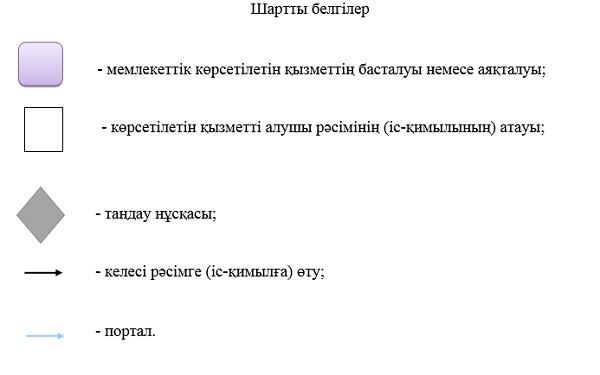 Шартты белгілер
- мемлекеттік көрсетілетін қызметтің басталуы немесе аяқталуы;
- көрсетілетін қызметті алушы рәсімінің (іс-қимылының) атауы;
- таңдау нұсқасы;
- келесі рәсімге (іс-қимылға) өту;
- портал.